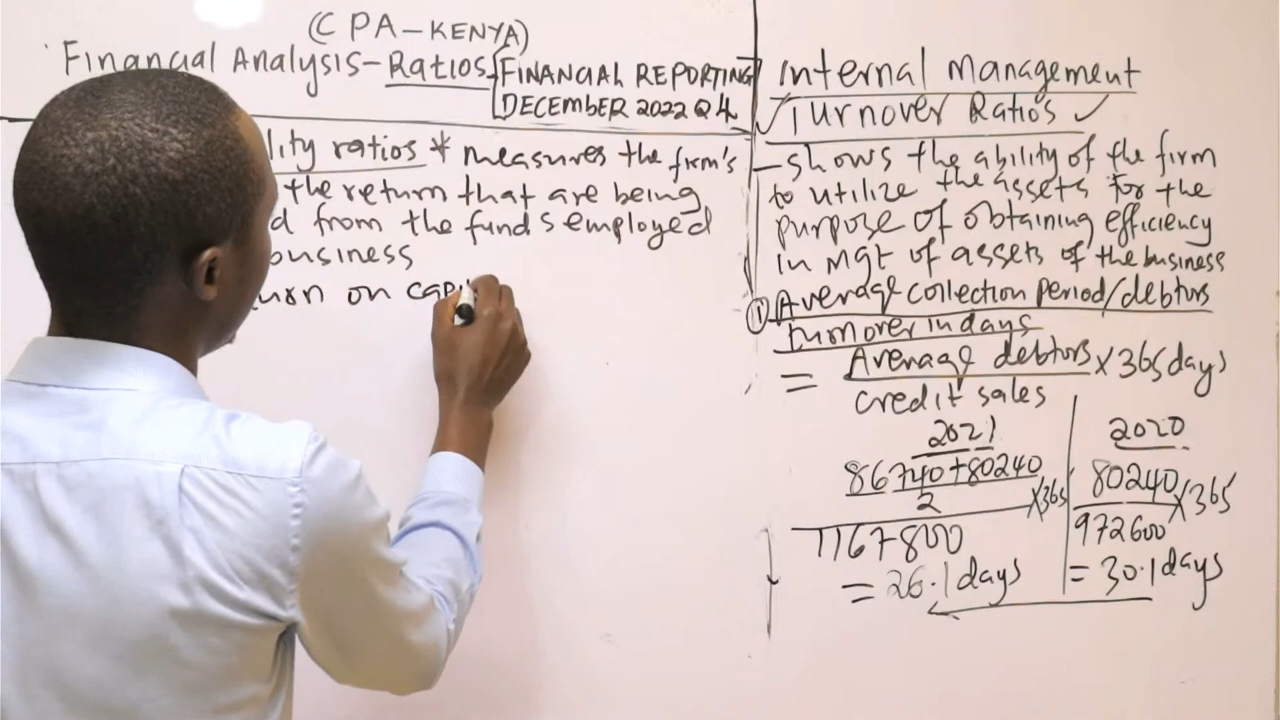 (CPA-KENYA)
Financial Analysis-Ratios
FINANCIAL REPORTING
DECEMBER 2022 Q4
lity ratios * measures the firm's
the return that are being
d from the funds employed
business
urn on capi
Internal Management
Turnover Ratio's ✓
-shows the ability of the firm
to utilize the assets for the
purpose of obtaining efficiency
in mgt of assets of the business
(1) Average collection period/debtors
turnover in days
= Average debtors × 365 days
credit sales
2021
86740+80240
2
×365
1167800
= 26.1 days
2020
80240 ×365
972600
= 30.1 days